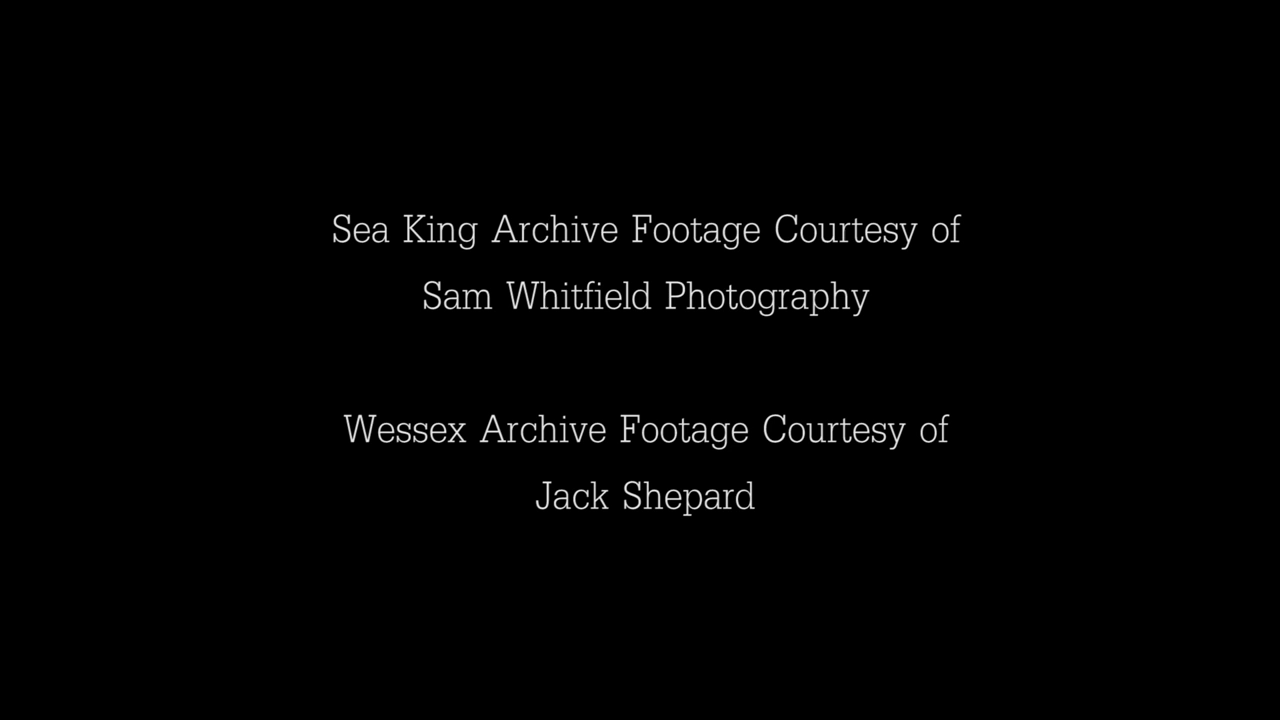 Sea King Archive Footage Courtesy of
Sam Whitfield Photography
Wessex Archive Footage Courtesy of
Jack Shepard